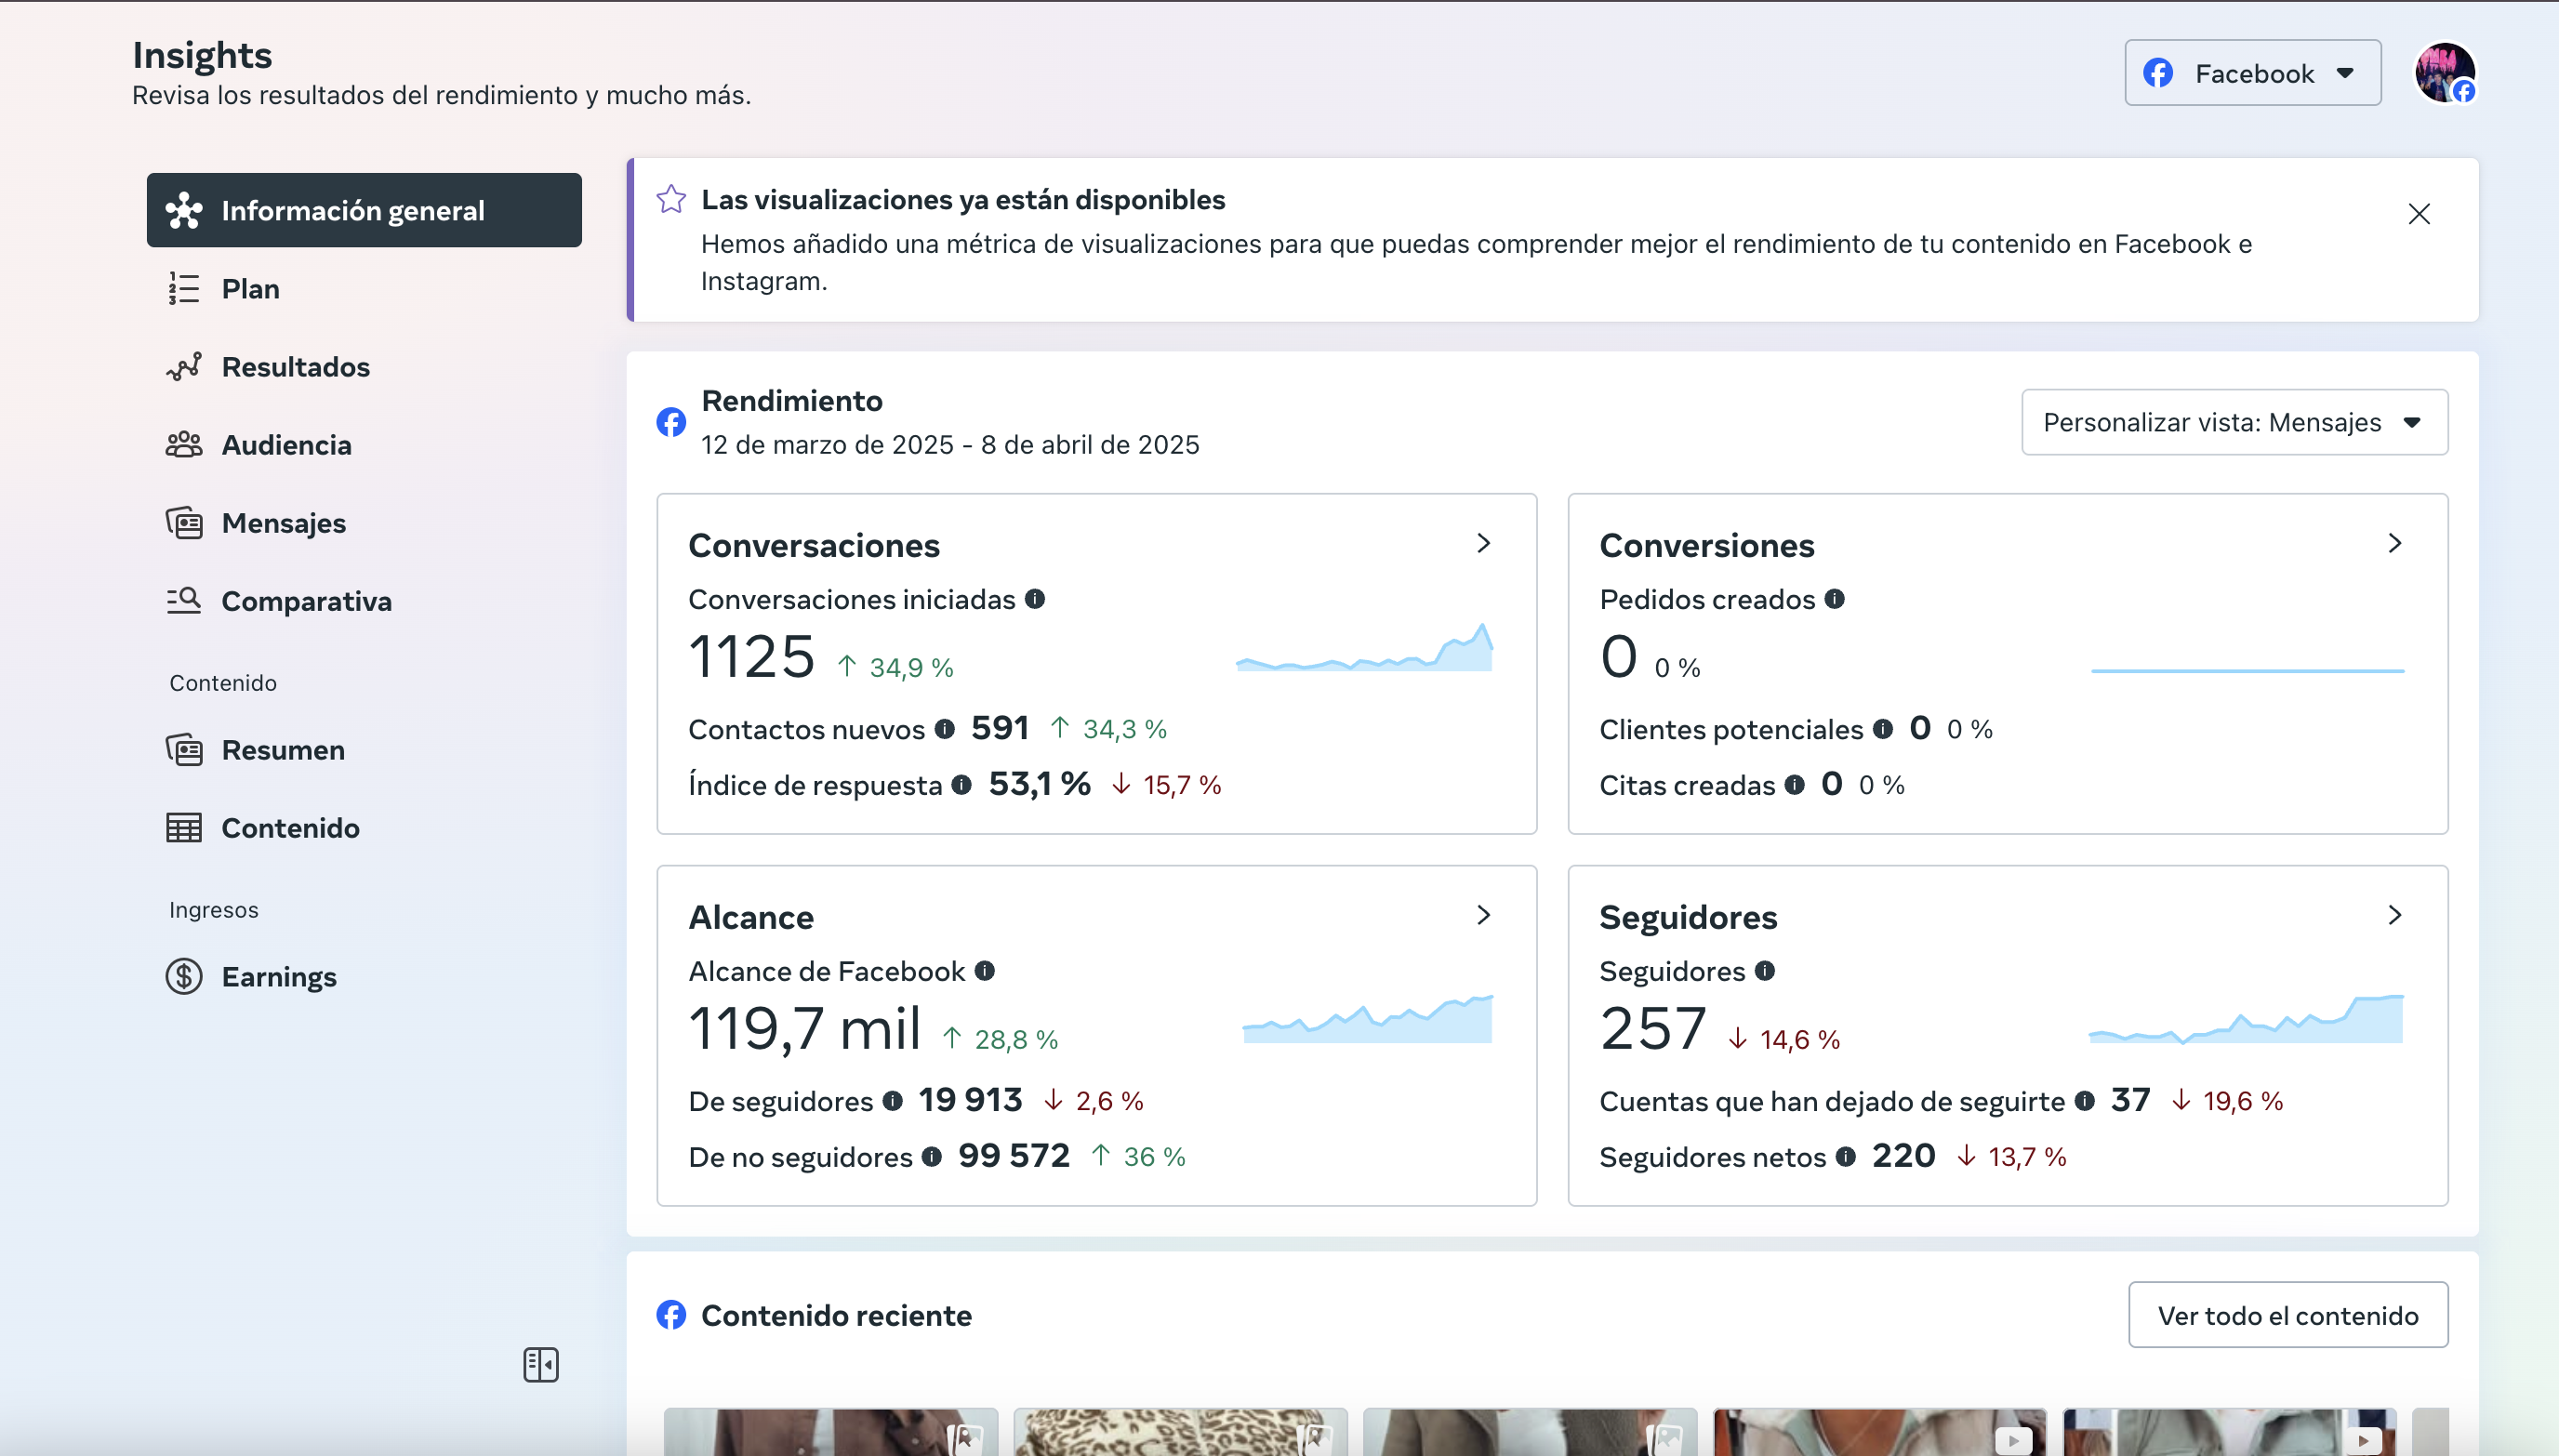 Insights
Revisa los resultados del rendimiento y mucho más.
Facebook
Información general
Plan
Resultados
Audiencia
Mensajes
Comparativa
Contenido
Resumen
Contenido
Ingresos
Earnings
Las visualizaciones ya están disponibles
Hemos añadido una métrica de visualizaciones para que puedas comprender mejor el rendimiento de tu contenido en Facebook e
Instagram.
Rendimiento
12 de marzo de 2025 - 8 de abril de 2025
Personalizar vista: Mensajes
Conversaciones
Conversaciones iniciadas
1125 ↑ 34,9 %
Contactos nuevos 591 ↑ 34,3 %
Índice de respuesta 53,1 % ↓ 15,7 %
Conversiones
Pedidos creados
0 0 %
Clientes potenciales 0 0 %
Citas creadas 0 0 %
Alcance
Alcance de Facebook
119,7 mil ↑ 28,8 %
De seguidores 19 913 ↓ 2,6 %
De no seguidores 99 572 ↑ 36 %
Seguidores
Seguidores
257 ↓ 14,6 %
Cuentas que han dejado de seguirte 37 ↓ 19,6 %
Seguidores netos 220 ↓ 13,7 %
Contenido reciente
Ver todo el contenido